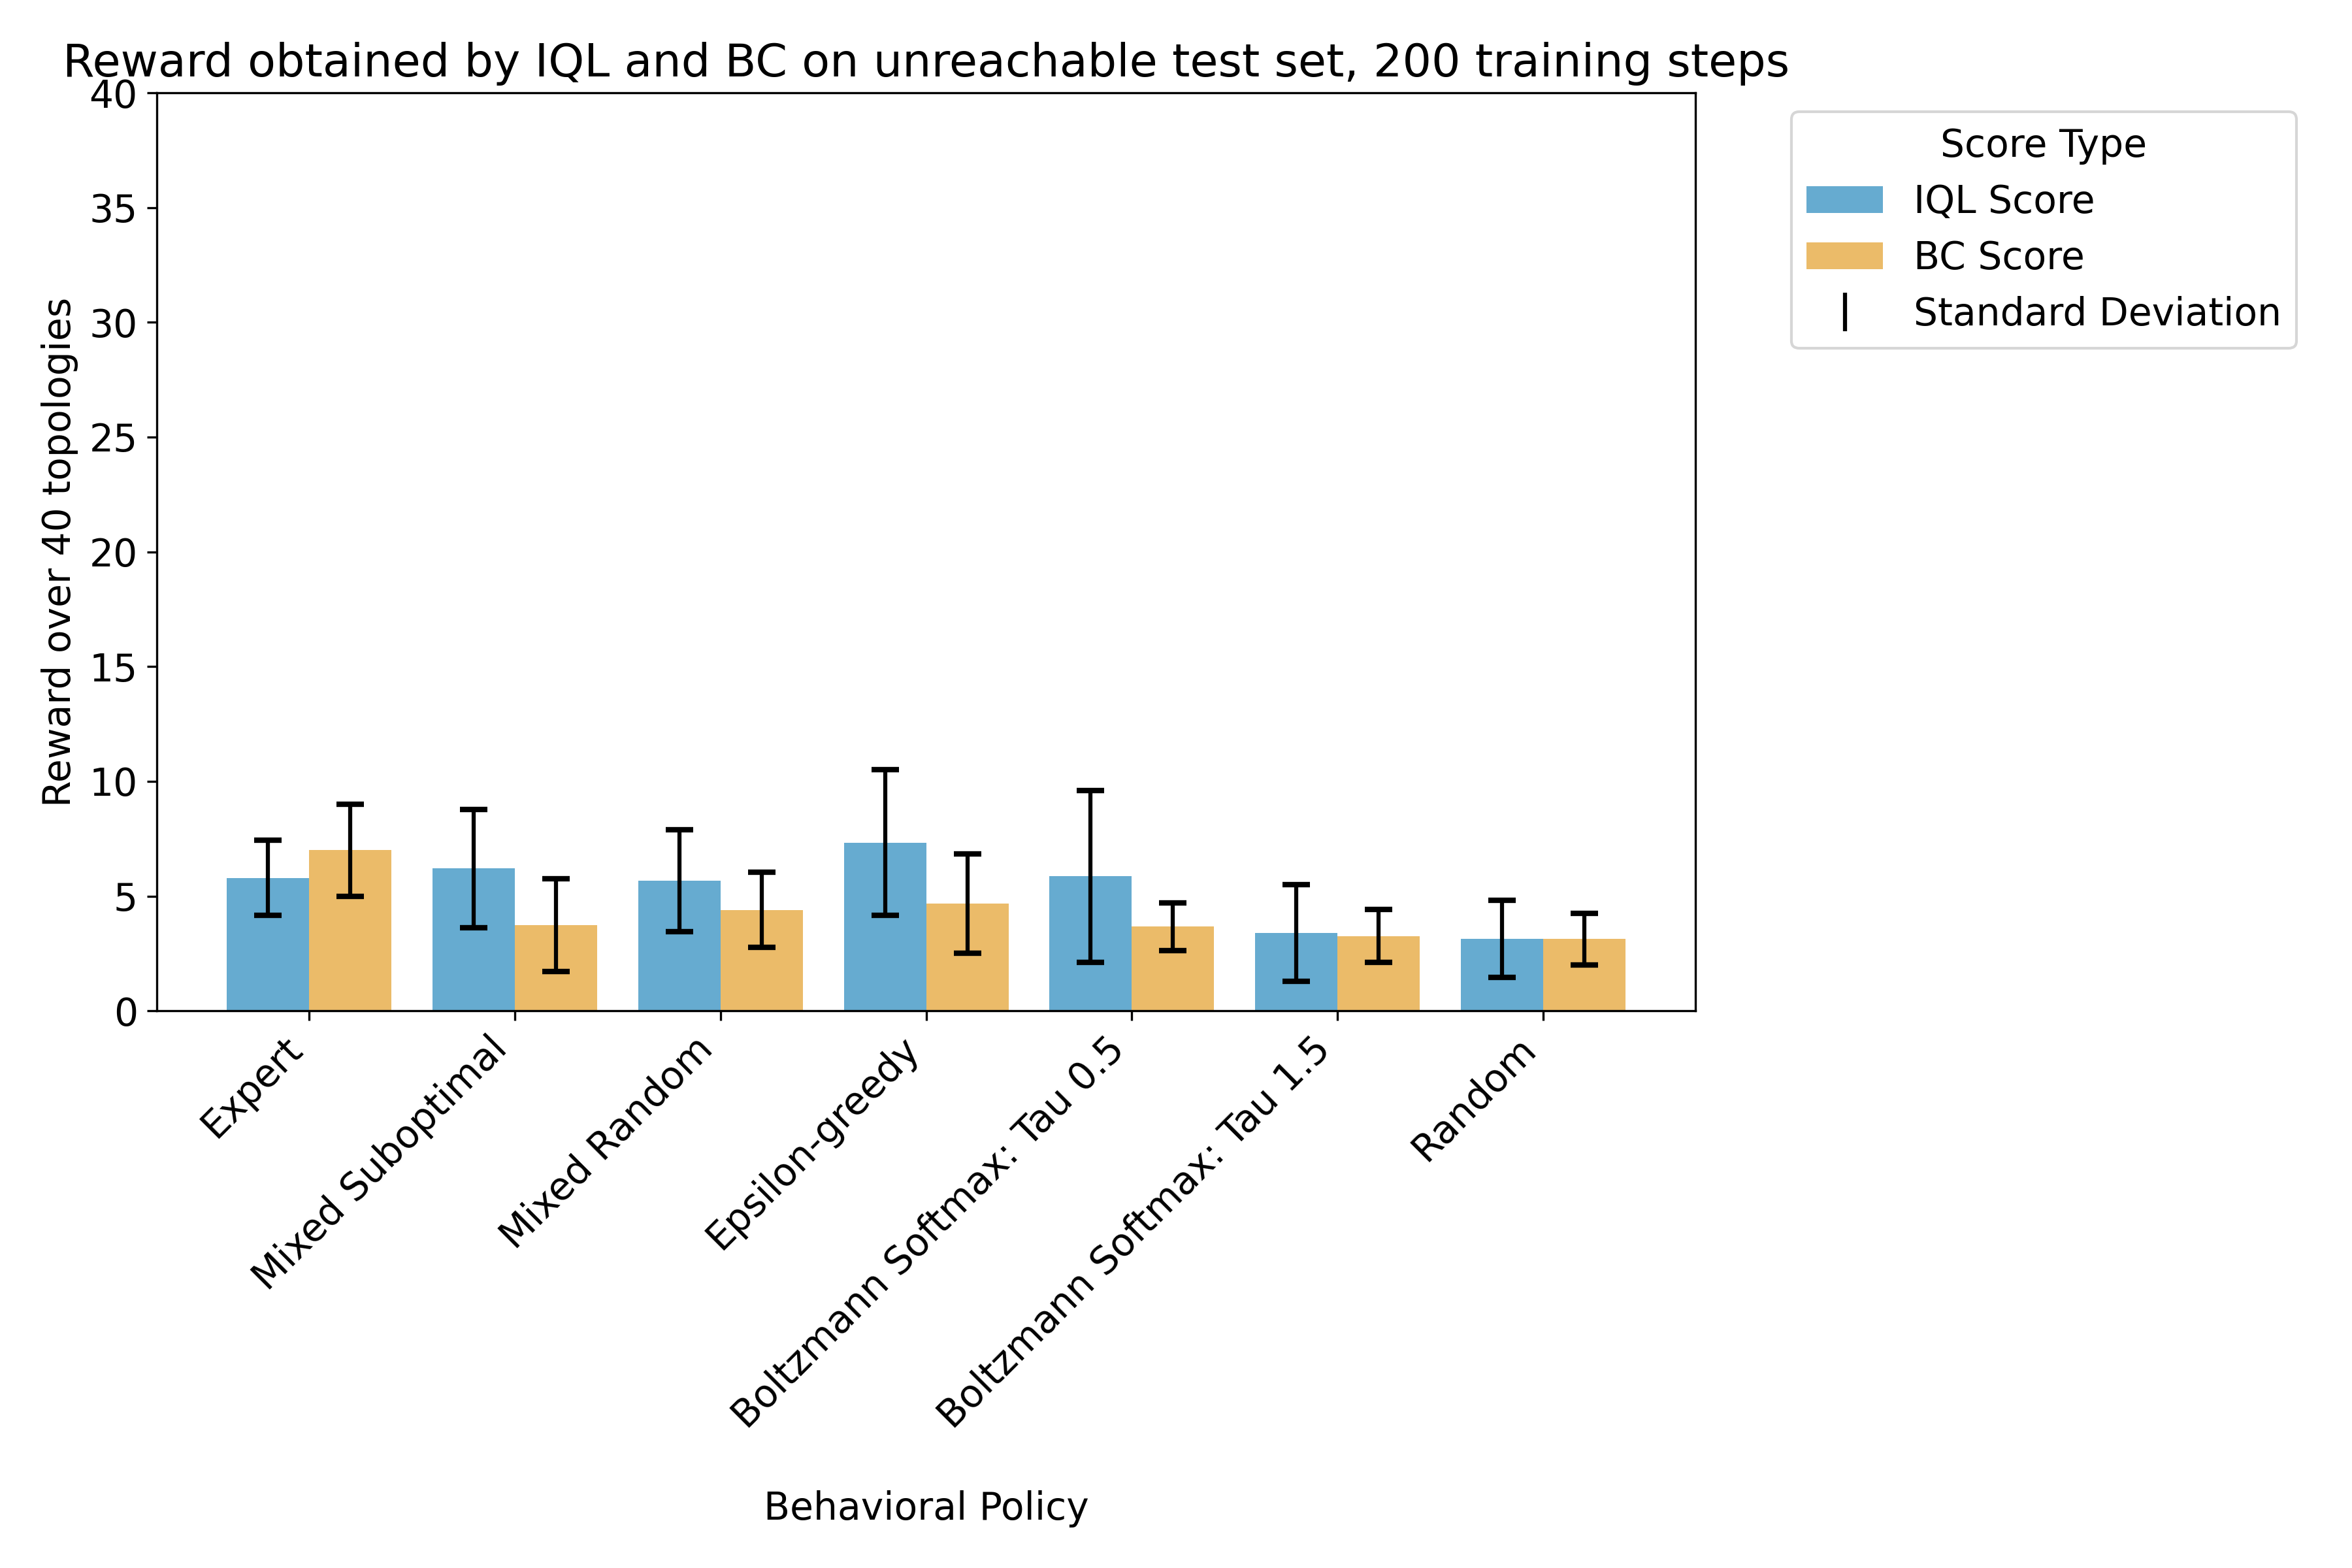 Reward obtained by IQL and BC on unreachable test set, 200 training steps
Score Type
IQL Score
BC Score
Standard Deviation
Reward over 40 topologies
40
35
30
25
20
15
10
5
0
Expert
Mixed Suboptimal
Mixed Random
Epsilon-greedy
Boltzmann Softmax: Tau 0.5
Boltzmann Softmax: Tau 1.5
Random
Behavioral Policy